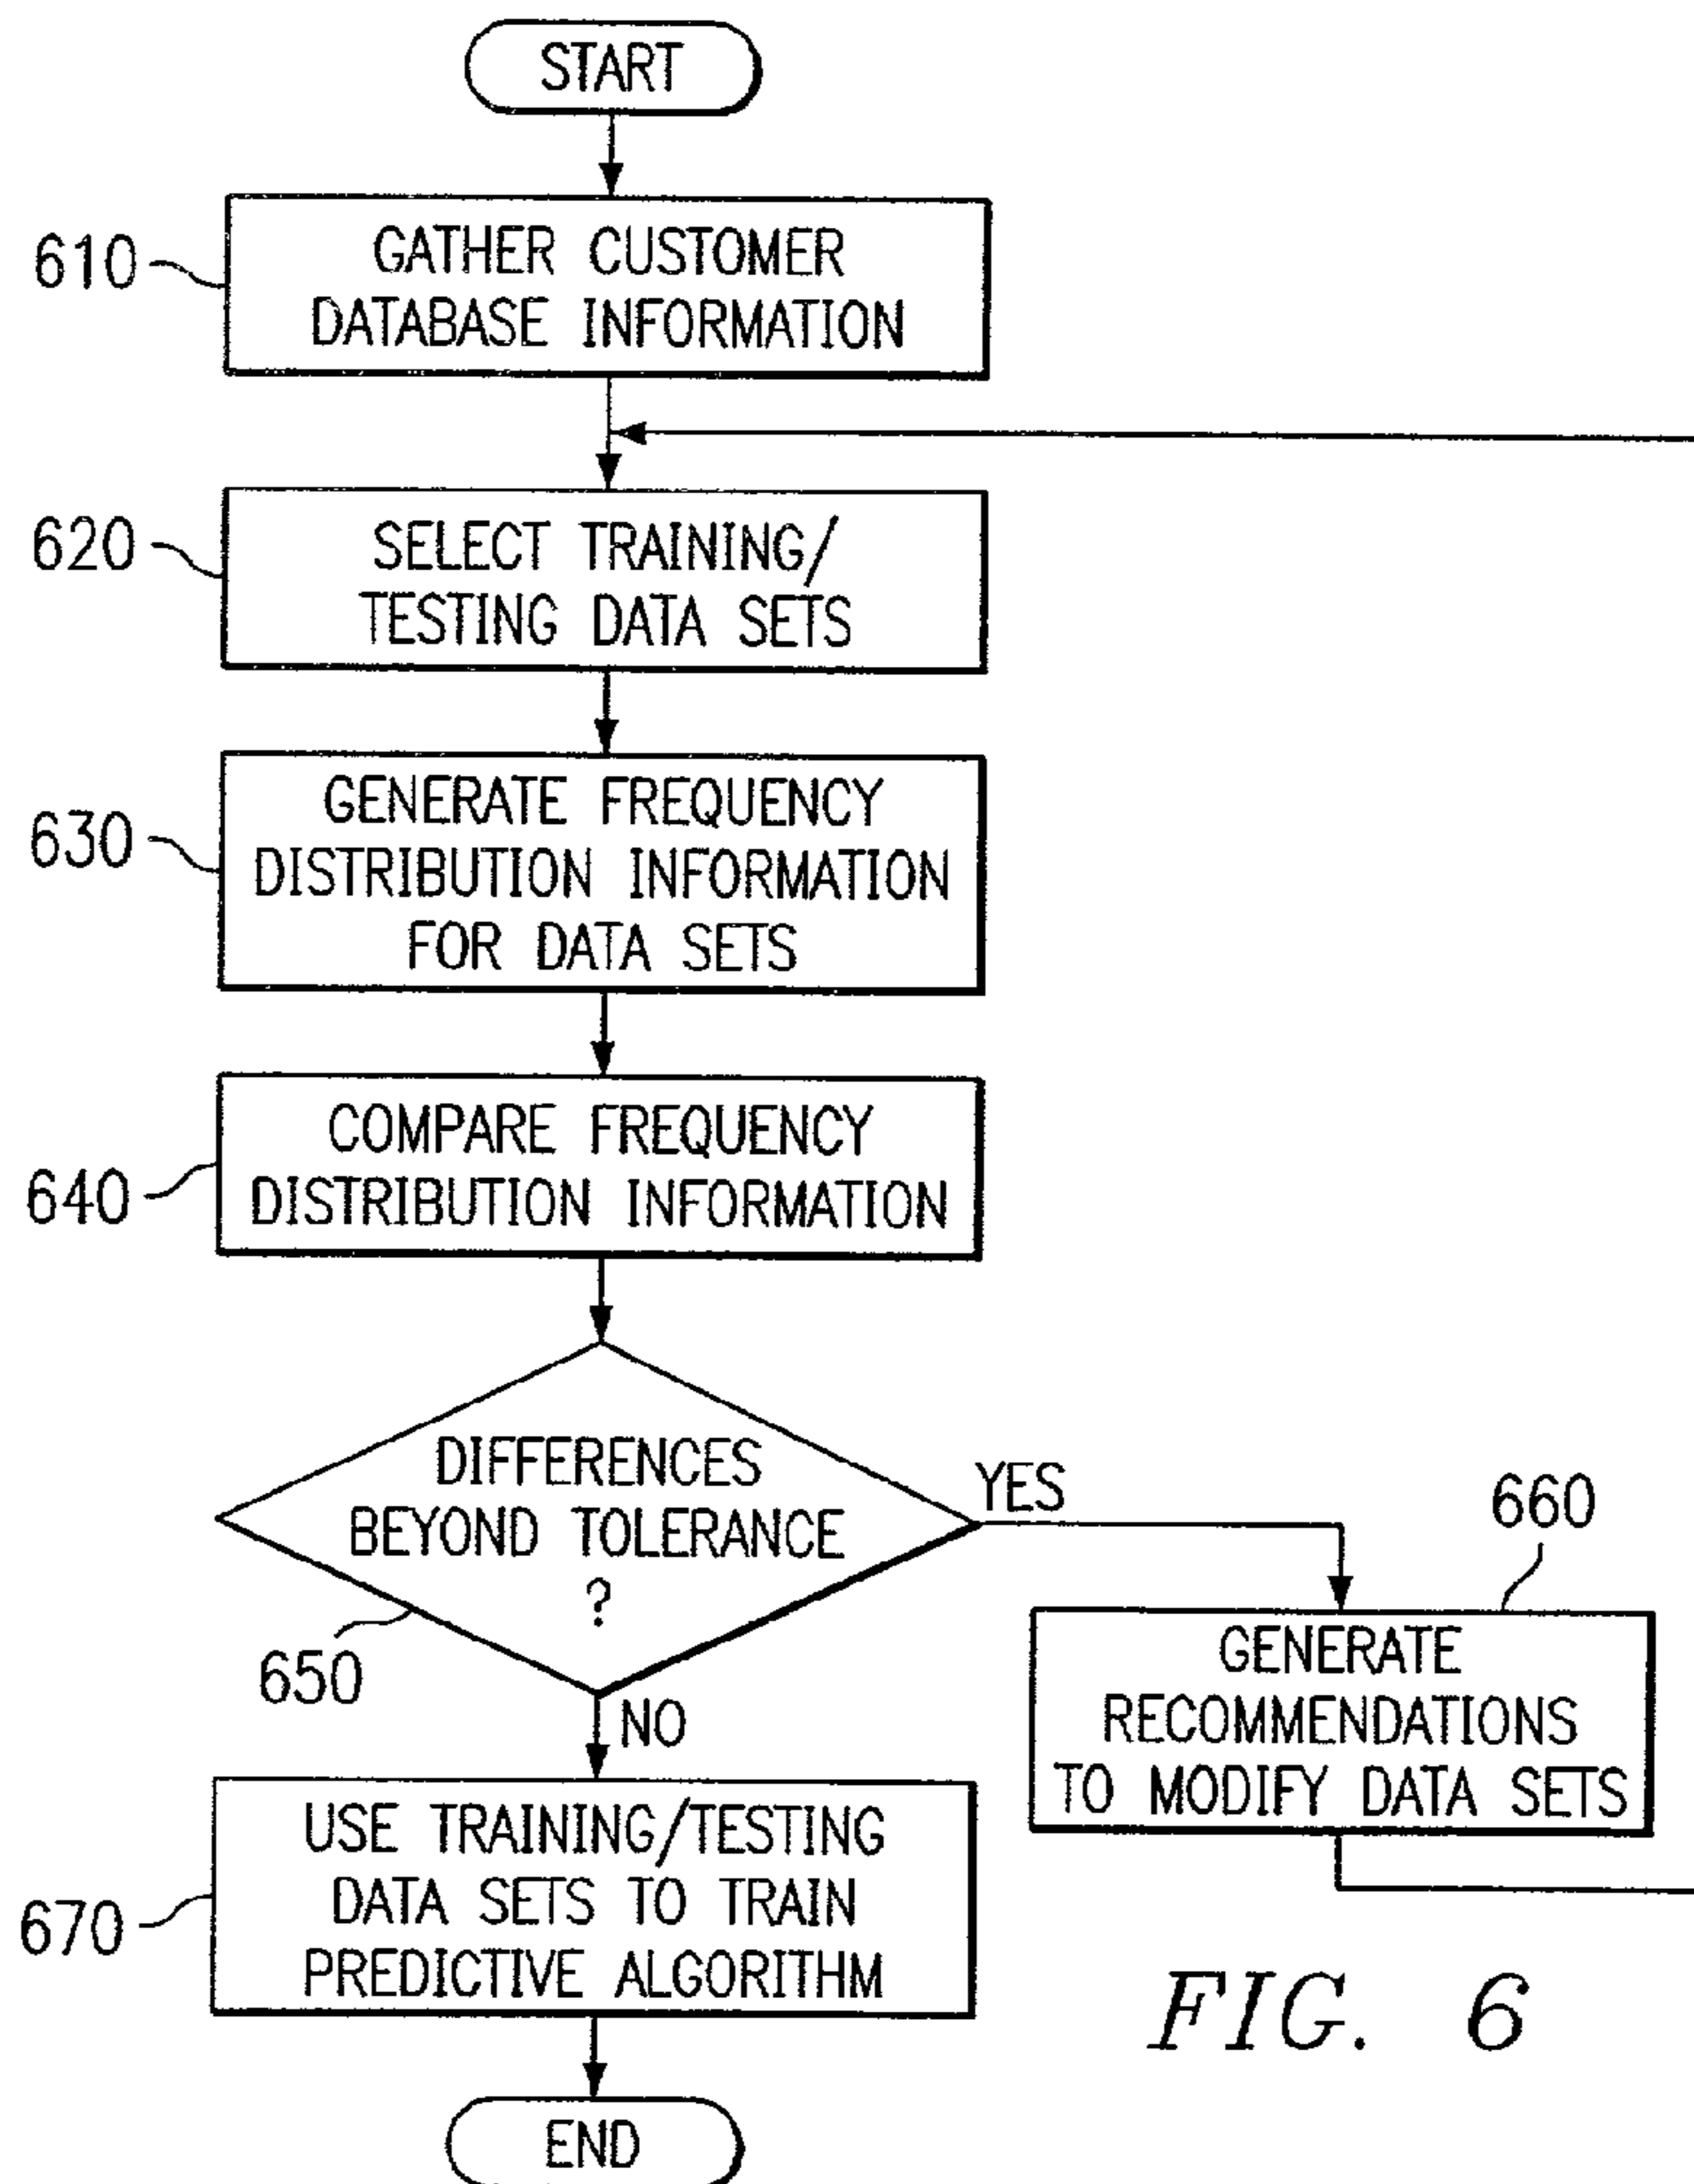 START
610
GATHER CUSTOMER
DATABASE INFORMATION
620
SELECT TRAINING/
TESTING DATA SETS
630
GENERATE FREQUENCY
DISTRIBUTION INFORMATION
FOR DATA SETS
640
COMPARE FREQUENCY
DISTRIBUTION INFORMATION
DIFFERENCES
BEYOND TOLERANCE
?
650
YES
NO
660
GENERATE
RECOMMENDATIONS
TO MODIFY DATA SETS
670
USE TRAINING/TESTING
DATA SETS TO TRAIN
PREDICTIVE ALGORITHM
END
FIG. 6